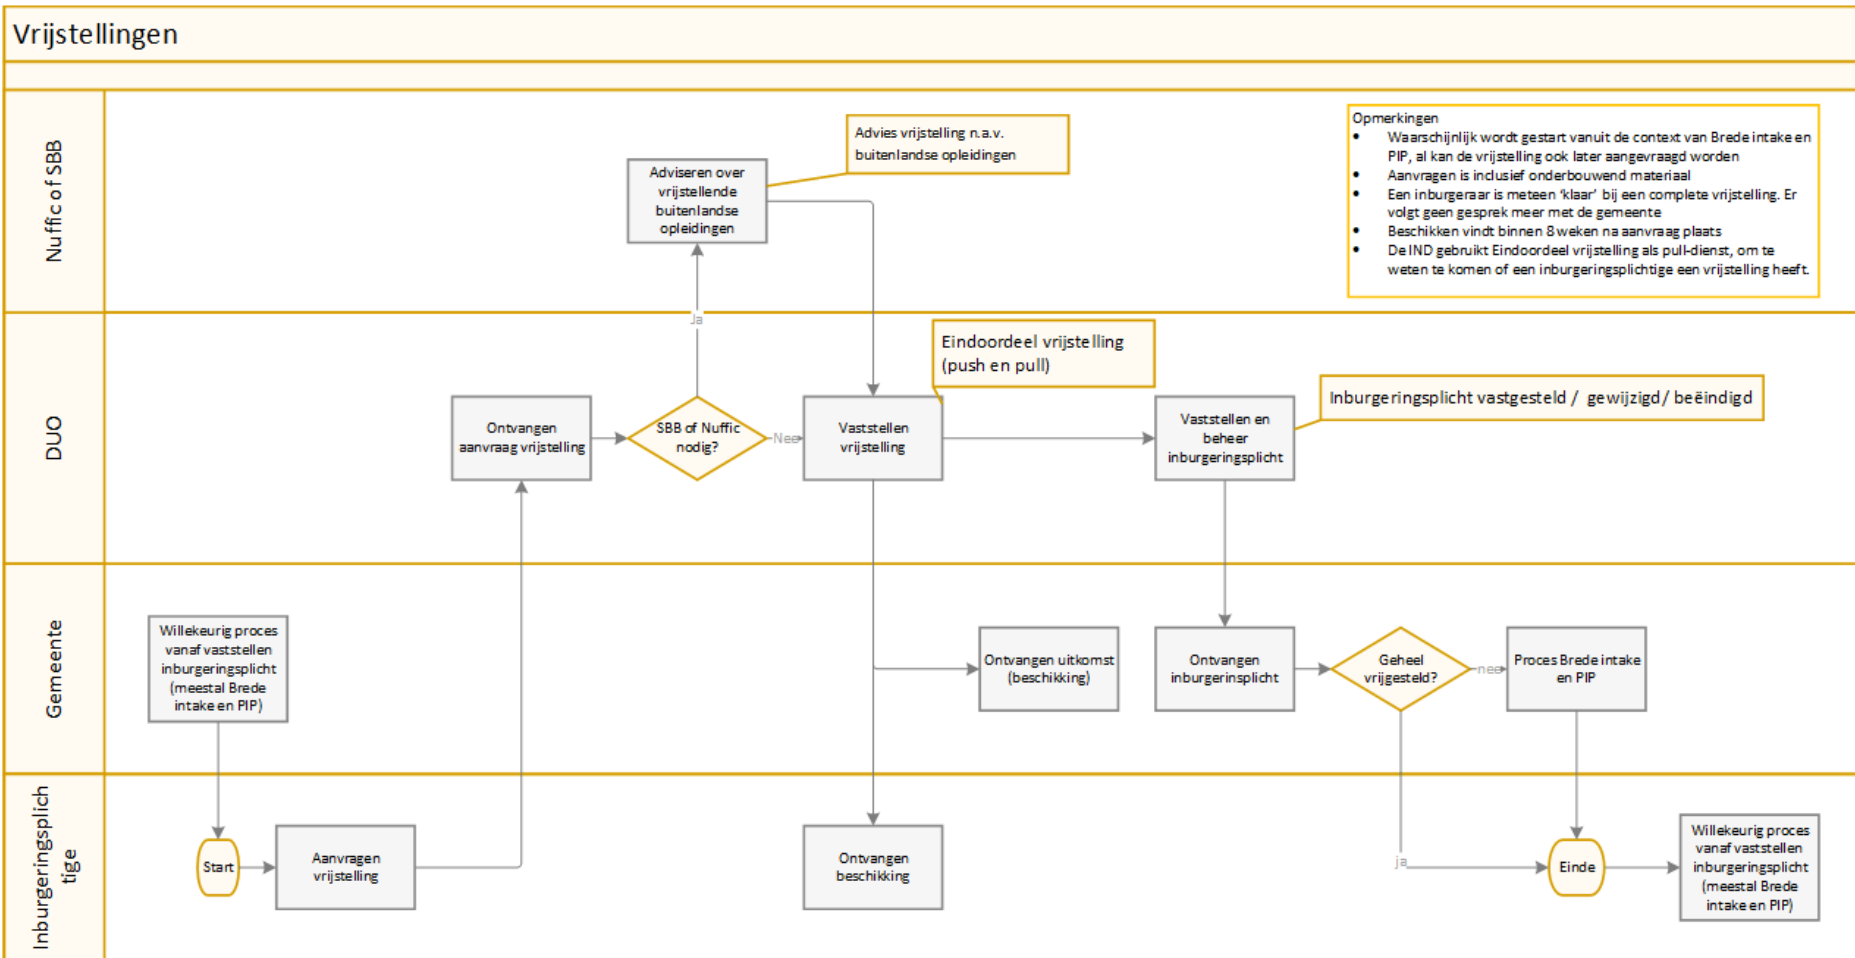 Vrijstellingen
Nuffic of SBB
Adviseren over
vrijstellende
buitenlandse
opleidingen
Advies vrijstelling n.a.v.
buitenlandse opleidingen
Opmerkingen
• Waarschijnlijk wordt gestart vanuit de context van Brede intake en
PIP, al kan de vrijstelling ook later aangevraagd worden
• Aanvragen is inclusief onderbouwend materiaal
• Een inburgeraar is meteen ‘klaar’ bij een complete vrijstelling. Er
volgt geen gesprek meer met de gemeente
• Beschikken vindt binnen 8 weken na aanvraag plaats
• De IND gebruikt Eindoordeel vrijstelling als pull-dienst, om te
weten te komen of een inburgeringsplichtige een vrijstelling heeft.
Ja
DUO
Ontvangen
aanvraag vrijstelling
SBB of Nuffic
nodig?
Nee
Vaststellen
vrijstelling
Eindoordeel vrijstelling
(push en pull)
Vaststellen en
beheer
inburgeringsplicht
Inburgeringsplicht vastgesteld / gewijzigd/ beëindigd
Gemeente
Willekeurig proces
vanaf vaststellen
inburgeringsplicht
(meestal Brede
intake en PIP)
Ontvangen uitkomst
(beschikking)
Ontvangen
inburgerinsplicht
Geheel
vrijgesteld?
nee
Proces Brede intake
en PIP
Inburgeringsplich
tige
Start
Aanvragen
vrijstelling
Ontvangen
beschikking
ja
Einde
Willekeurig proces
vanaf vaststellen
inburgeringsplicht
(meestal Brede
intake en PIP)